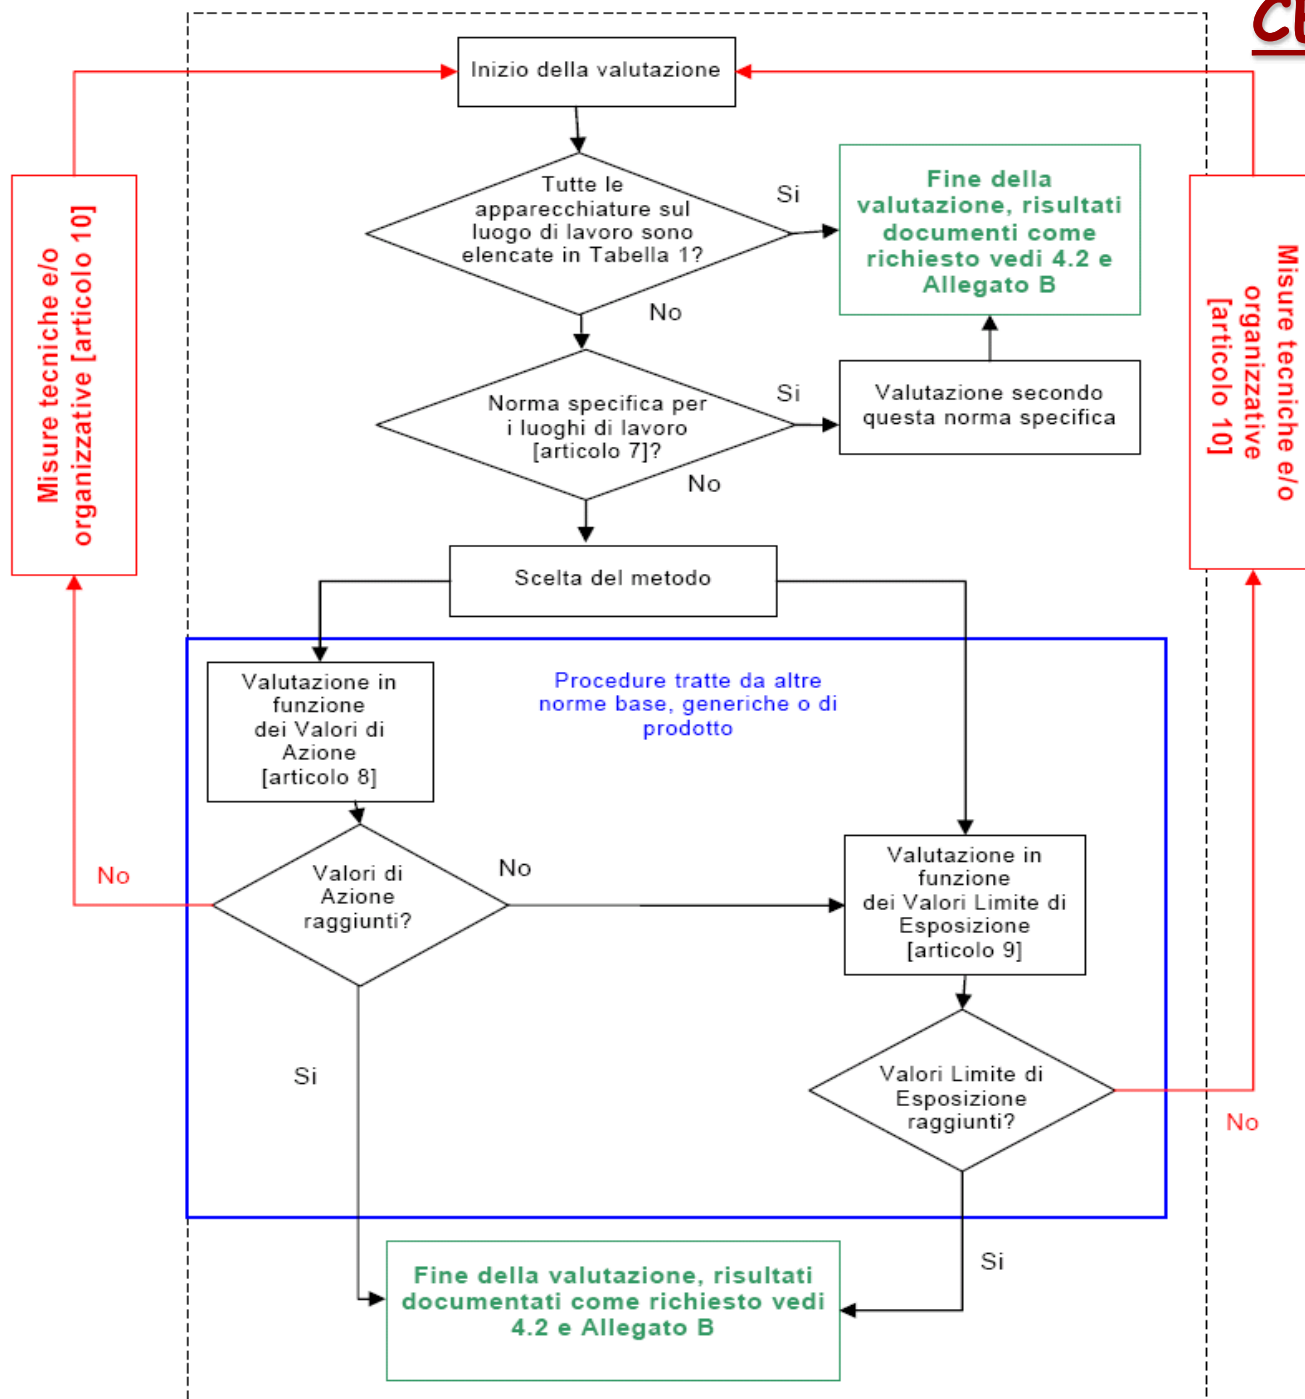 Inizio della valutazione
Tutte le
apparecchiature sul
luogo di lavoro sono
elencate in Tabella 1?
Si
Fine della
valutazione, risultati
documenti come
richiesto vedi 4.2 e
Allegato B
No
Misure tecniche e/o
organizzative [articolo 10]
Misure tecniche e/o
organizzative
[articolo 10]
Norma specifica per
i luoghi di lavoro
[articolo 7]?
Si
Valutazione secondo
questa norma specifica
No
Scelta del metodo
Valutazione in
funzione
dei Valori di
Azione
[articolo 8]
Procedure tratte da altre
norme base, generiche o di
prodotto
Valori di
Azione
raggiunti?
No
No
Valutazione in
funzione
dei Valori Limite di
Esposizione
[articolo 9]
Si
Valori Limite di
Esposizione
raggiunti?
No
Si
Fine della valutazione, risultati
documentati come richiesto vedi
4.2 e Allegato B